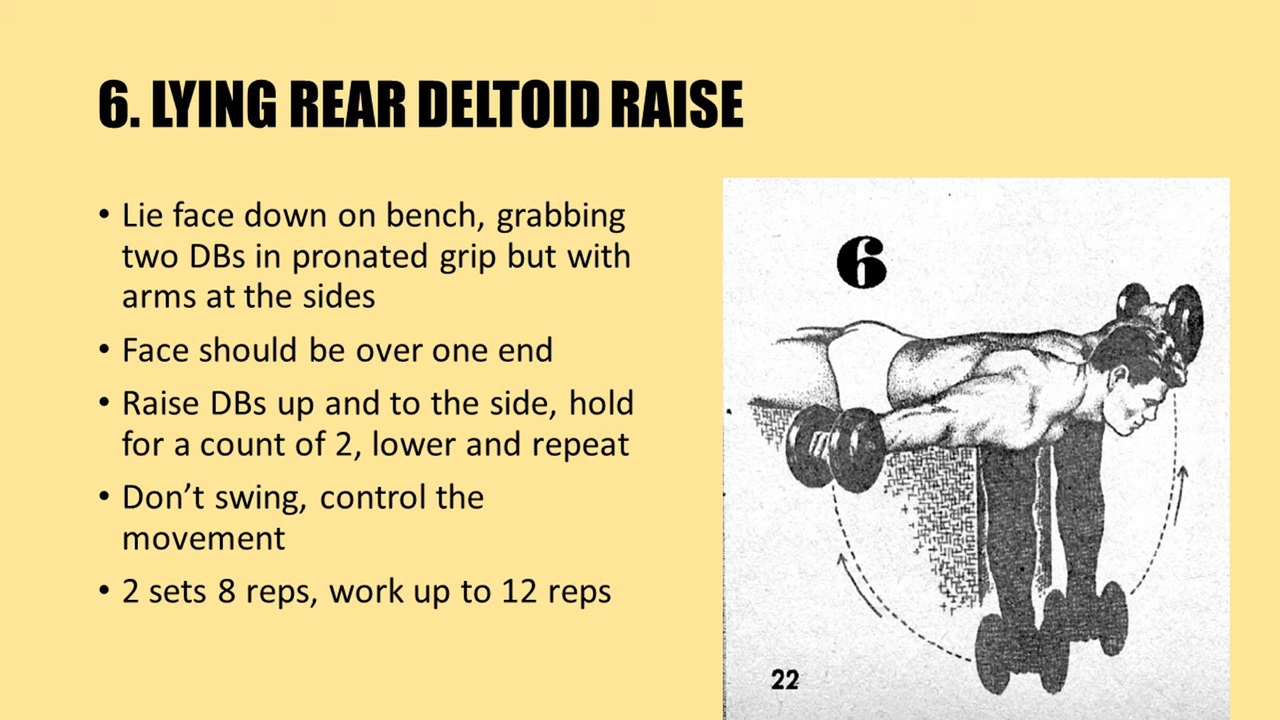 6. LYING REAR DELTOID RAISE
• Lie face down on bench, grabbing
two DBs in pronated grip but with
arms at the sides
• Face should be over one end
• Raise DBs up and to the side, hold
for a count of 2, lower and repeat
• Don’t swing, control the
movement
• 2 sets 8 reps, work up to 12 reps
6
22